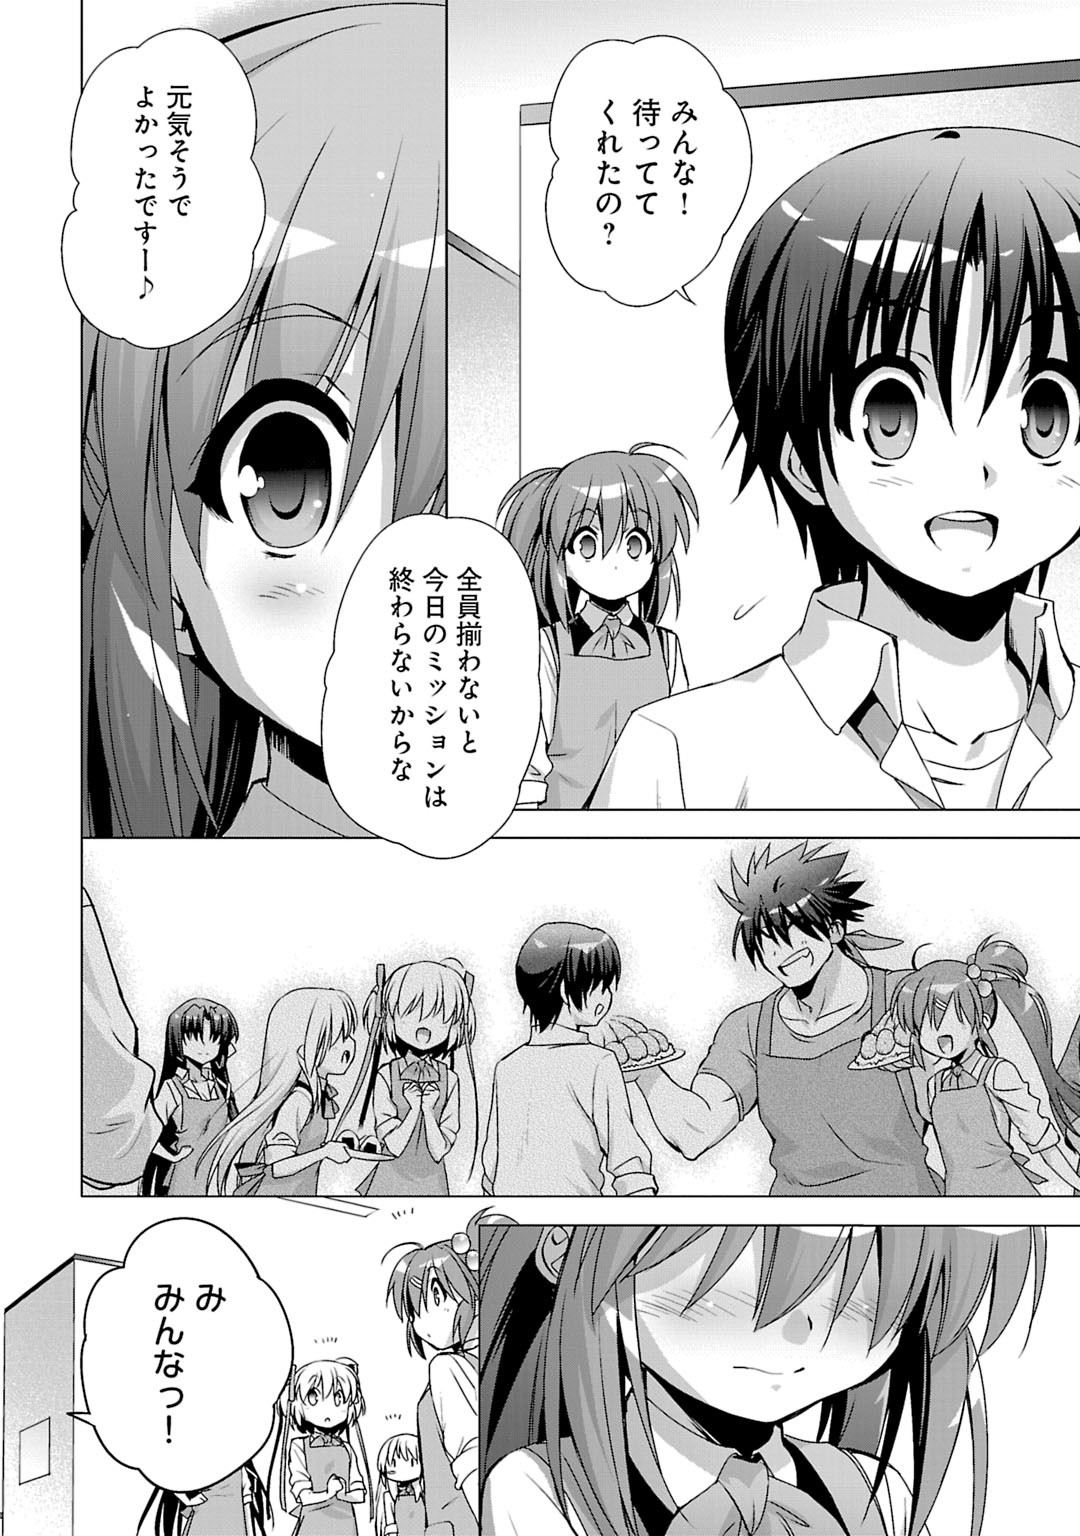 みんな！
待ってて
くれたの？
元気そうで
よかったですー♪
全員揃わないと
今日のミッションは
終わらないからな
み
みんなっ！